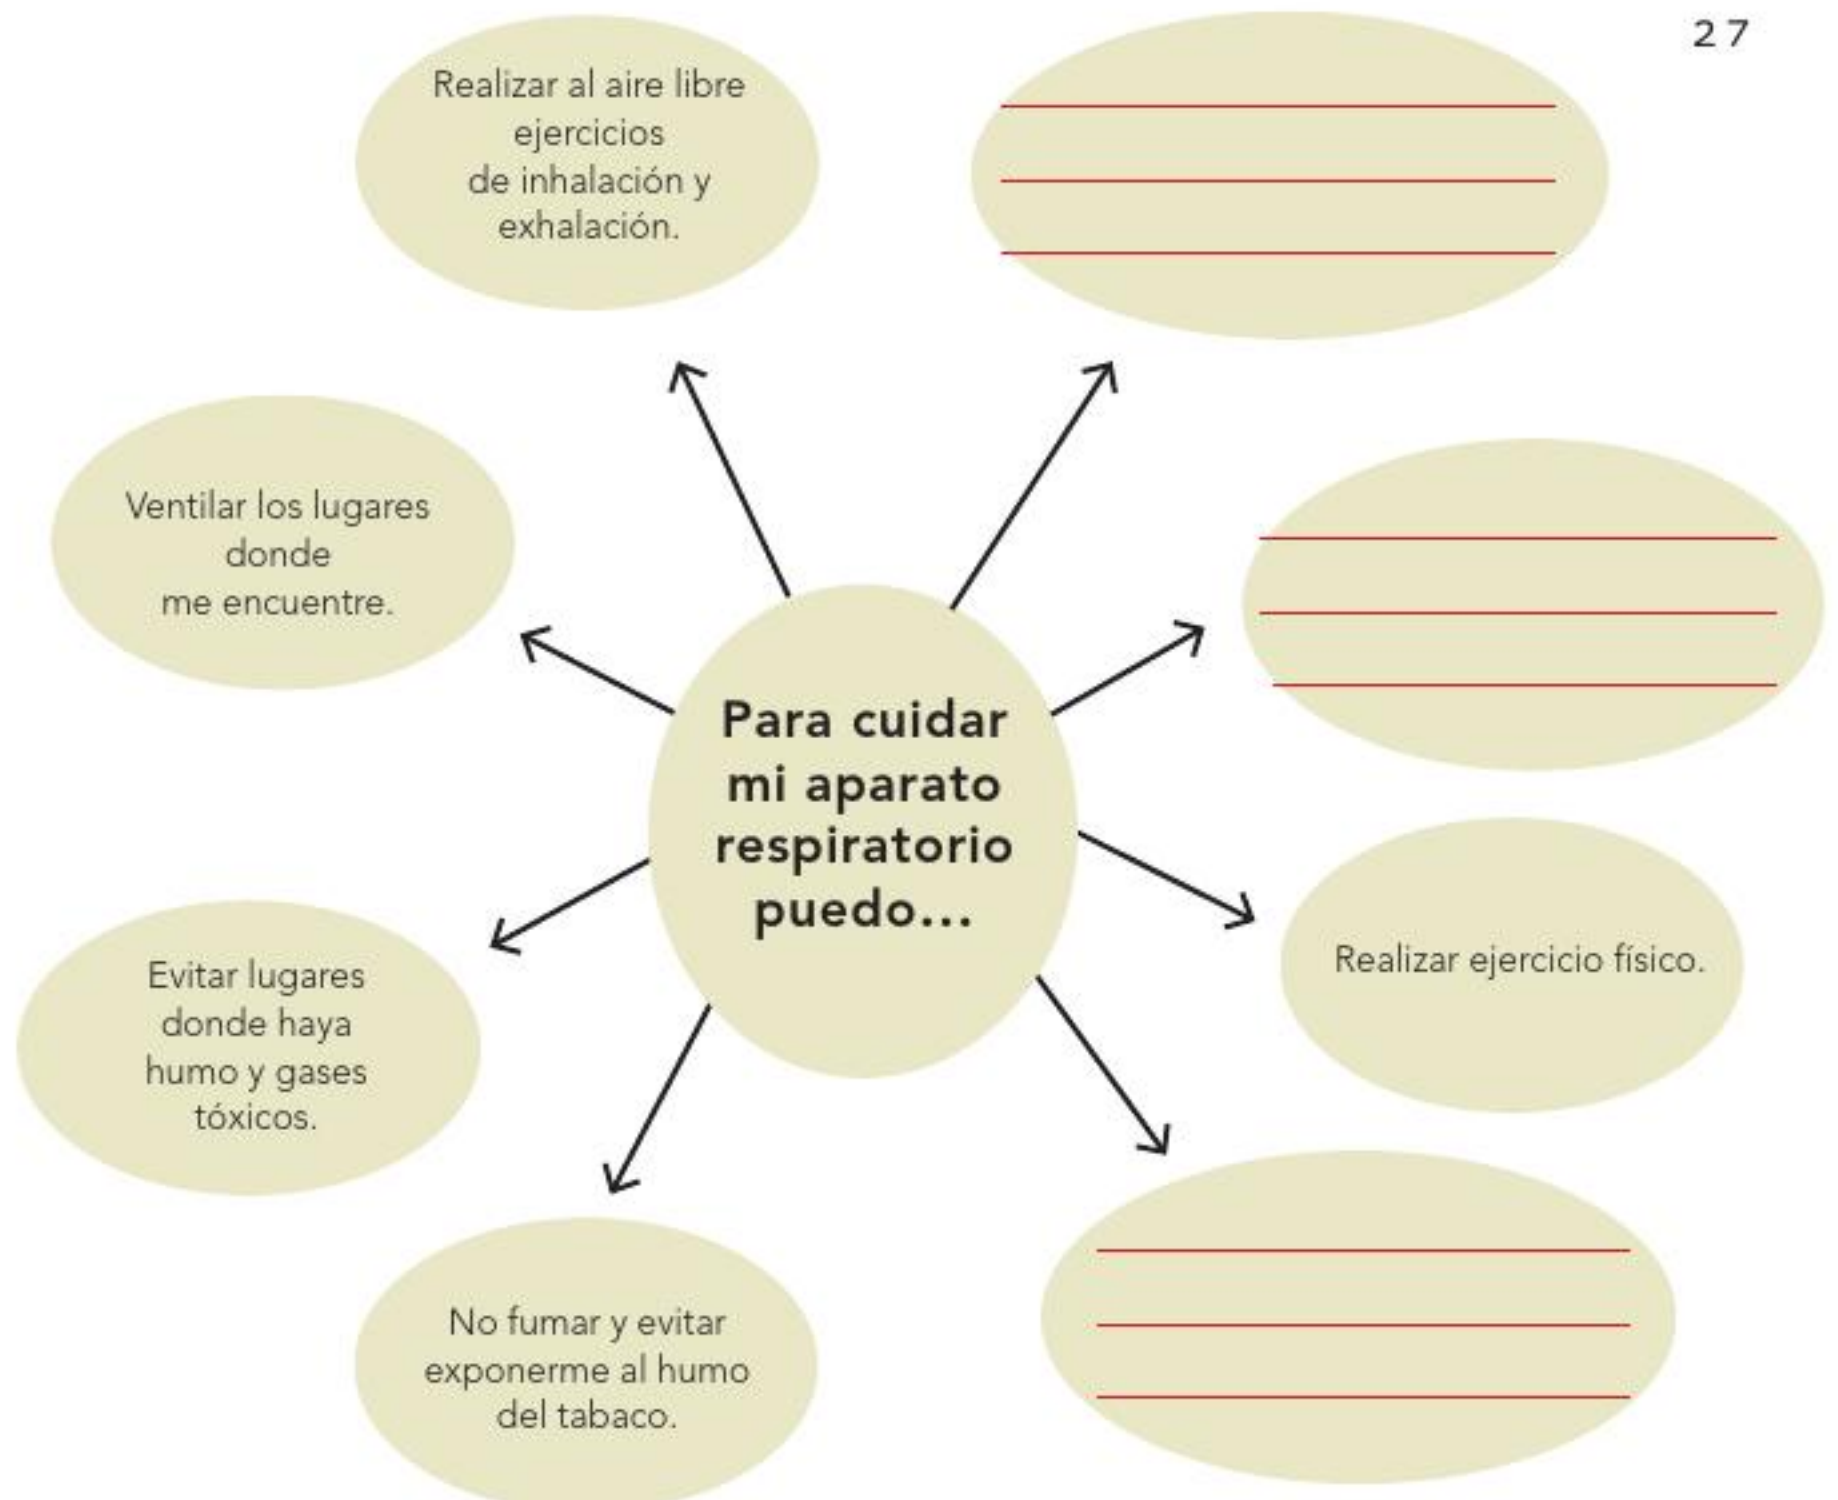 27
Realizar al aire libre
ejercicios
de inhalación y
exhalación.
Ventilar los lugares
donde
me encuentre.
Para cuidar
mi aparato
respiratorio
puedo...
Evitar lugares
donde haya
humo y gases
tóxicos.
Realizar ejercicio físico.
No fumar y evitar
exponerme al humo
del tabaco.